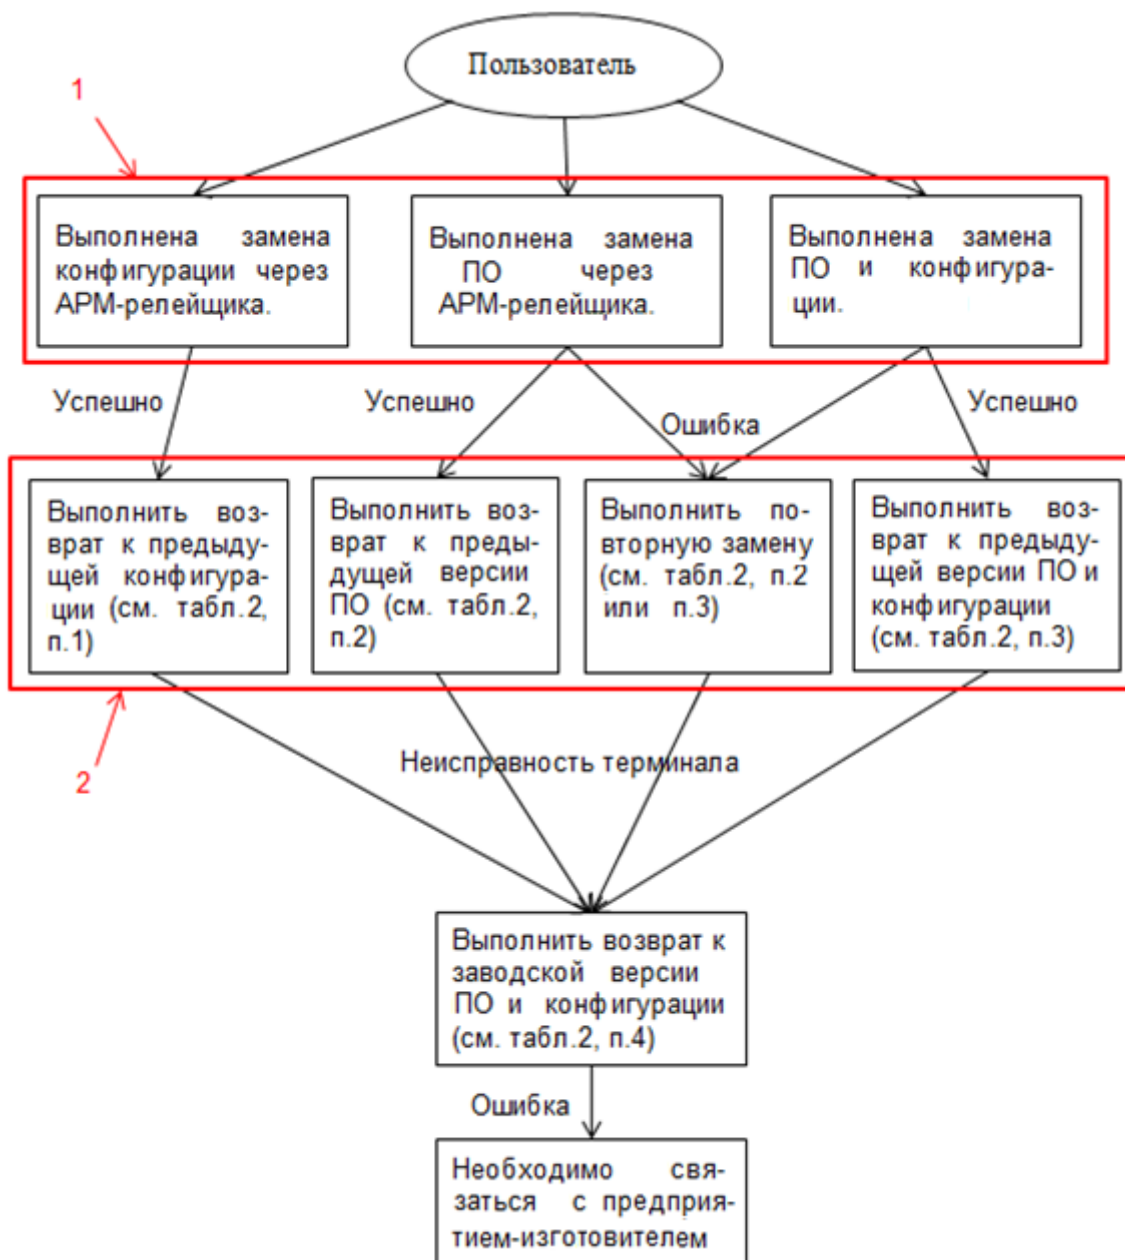 Пользователь
1
Выполнена замена
конфигурации через
АРМ-релейщика.
Выполнена замена
ПО через
АРМ-релейщика.
Выполнена замена
ПО и конфигура-
ции.
Успешно
Успешно
Ошибка
Успешно
Выполнить воз-
врат к предыду-
щей конфигура-
ции (см. табл.2,
п.1)
Выполнить воз-
врат к преды-
дущей версии
ПО (см. табл.2,
п.2)
Выполнить по-
вторную замену
(см. табл.2, п.2
или п.3)
Выполнить воз-
врат к предыду-
щей версии ПО и
конфигурации
(см. табл.2, п.3)
2
Неисправность терминала
Выполнить возврат к
заводской версии
ПО и конфигурации
(см. табл.2, п.4)
Ошибка
Необходимо свя-
заться с предприя-
тием-изготовителем